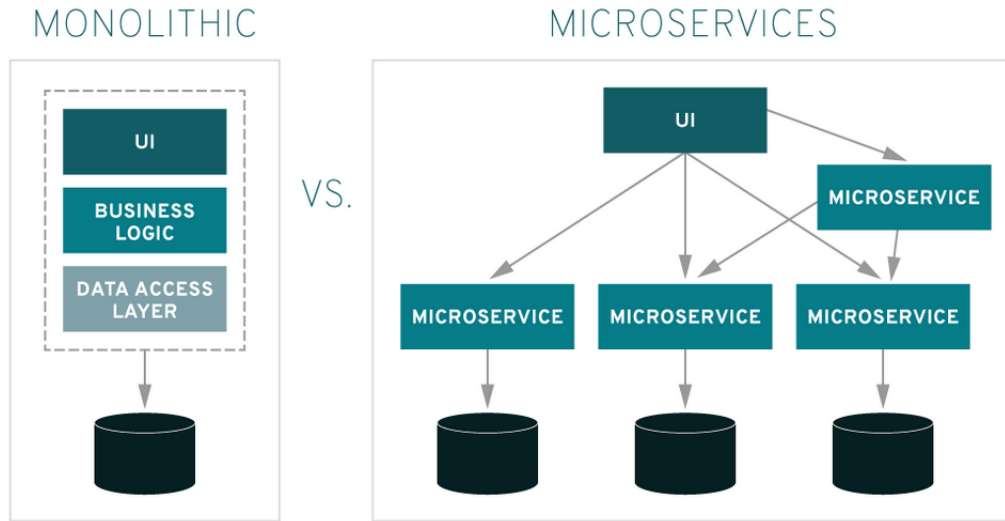 MONOLITHIC
UI
BUSINESS
LOGIC
DATA ACCESS
LAYER
VS.
MICROSERVICES
UI
MICROSERVICE
MICROSERVICE
MICROSERVICE
MICROSERVICE